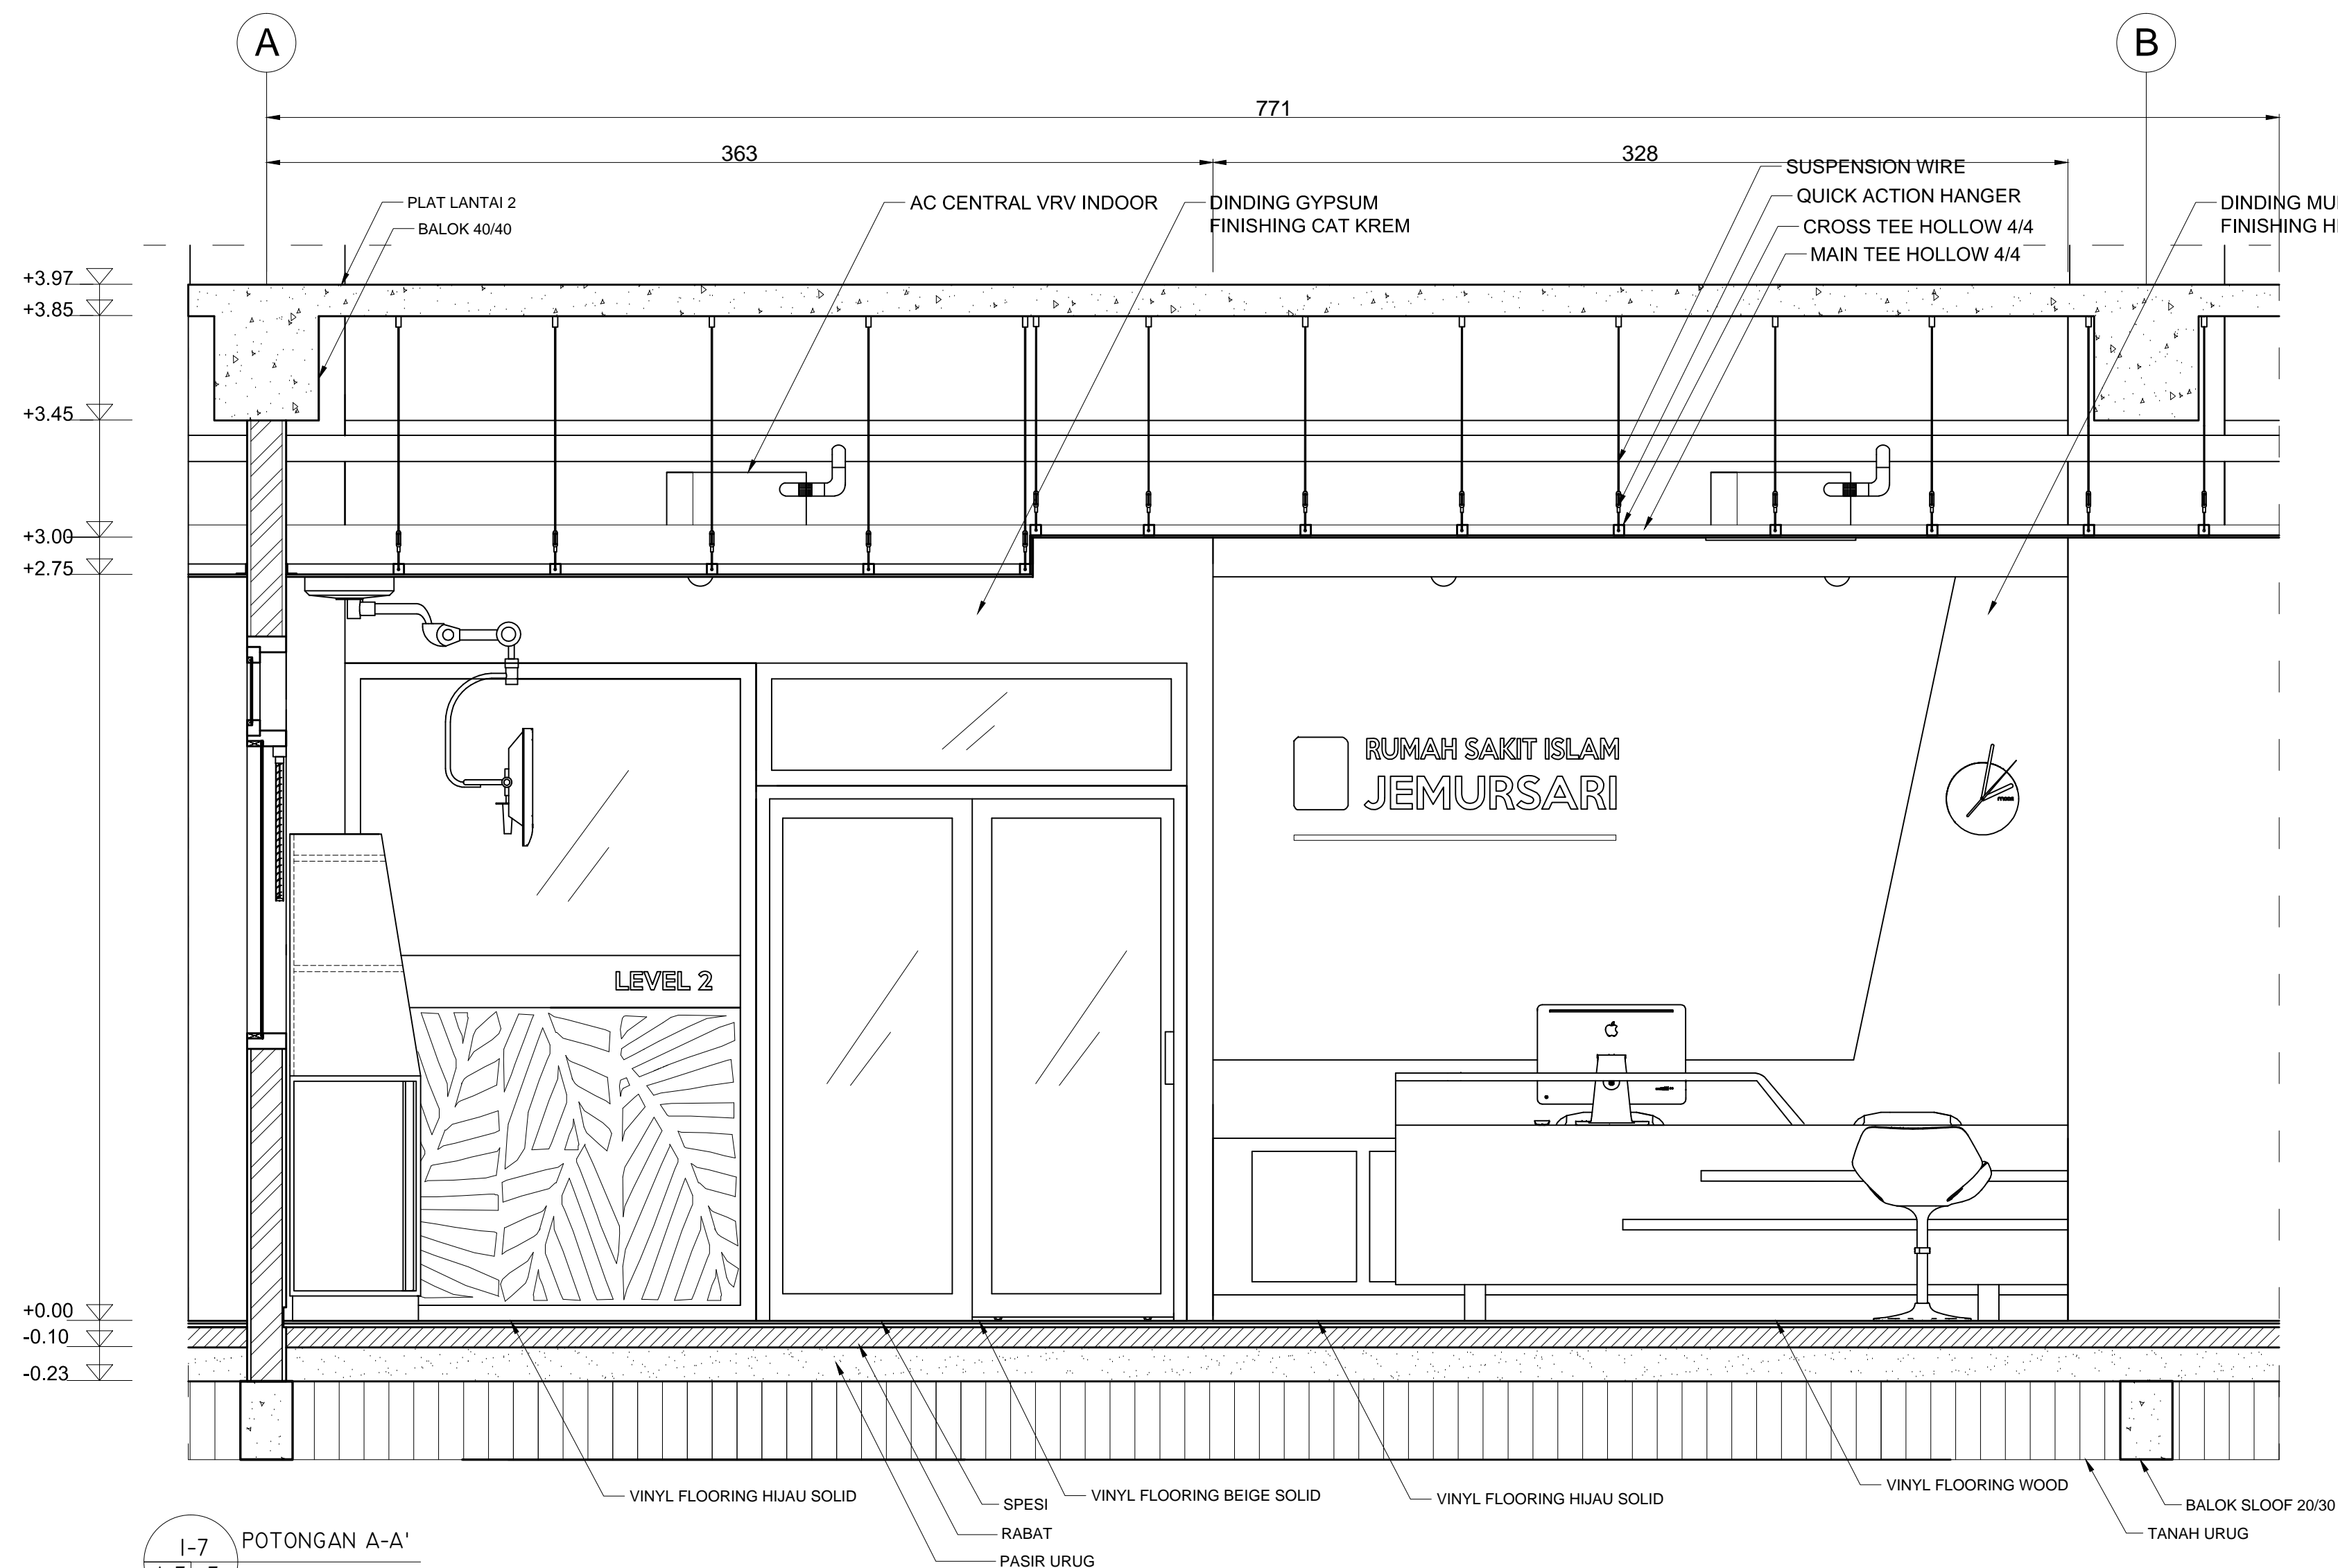 A
B
771
363
328
SUSPENSION WIRE
QUICK ACTION HANGER
CROSS TEE HOLLOW 4/4
MAIN TEE HOLLOW 4/4
PLAT LANTAI 2
BALOK 40/40
AC CENTRAL VRV INDOOR
DINDING GYPSUM
FINISHING CAT KREM
DINDING
FINISHING
+3.97
+3.85
+3.45
+3.00
+2.75
RUMAH SAKIT ISLAM
JEMURSARI
LEVEL 2
+0.00
-0.10
-0.23
VINYL FLOORING HIJAU SOLID
SPESI
RABAT
PASIR URUG
VINYL FLOORING BEIGE SOLID
VINYL FLOORING HIJAU SOLID
VINYL FLOORING WOOD
BALOK SLOOF 20/30
TANAH URUG
I-7
POTONGAN A-A'